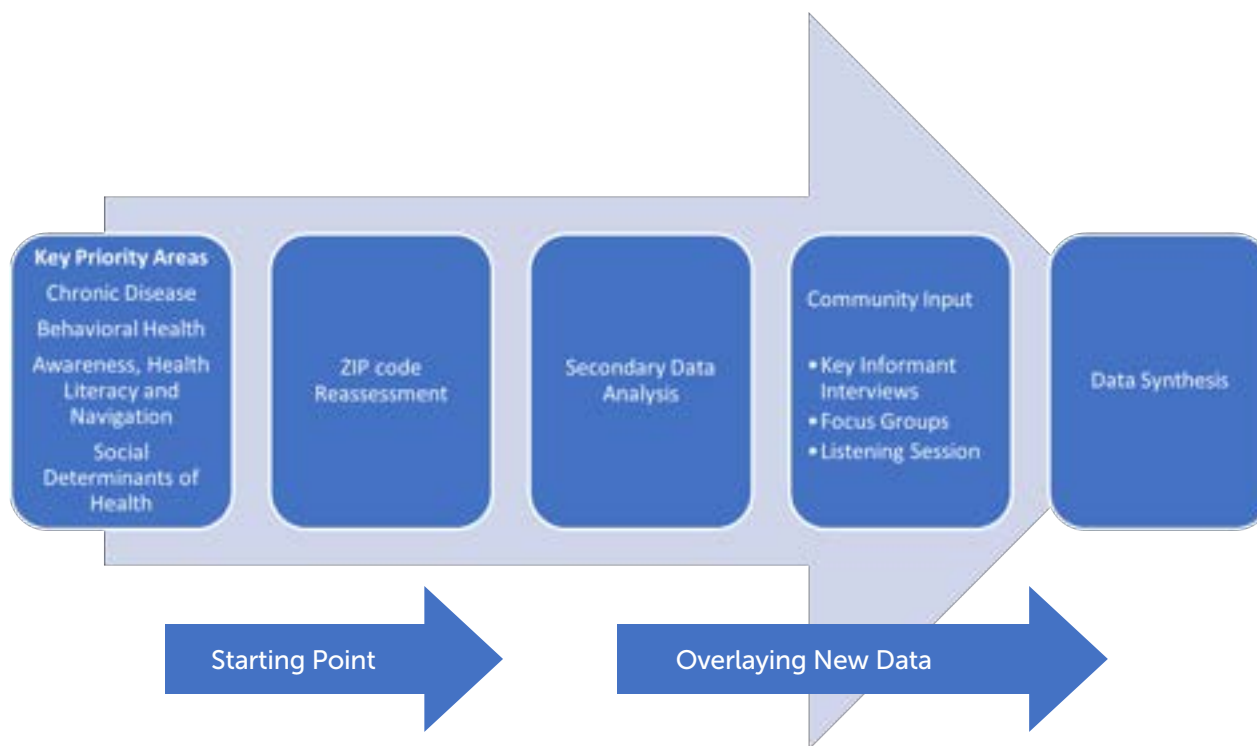 Key Priority Areas
Chronic Disease
Behavioral Health
Awareness, Health
Literacy and
Navigation
Social
Determinants of
Health
ZIP code
Reassessment
Secondary Data
Analysis
Community Input
• Key Informant
Interviews
• Focus Groups
• Listening Session
Data Synthesis
Starting Point
Overlaying New Data